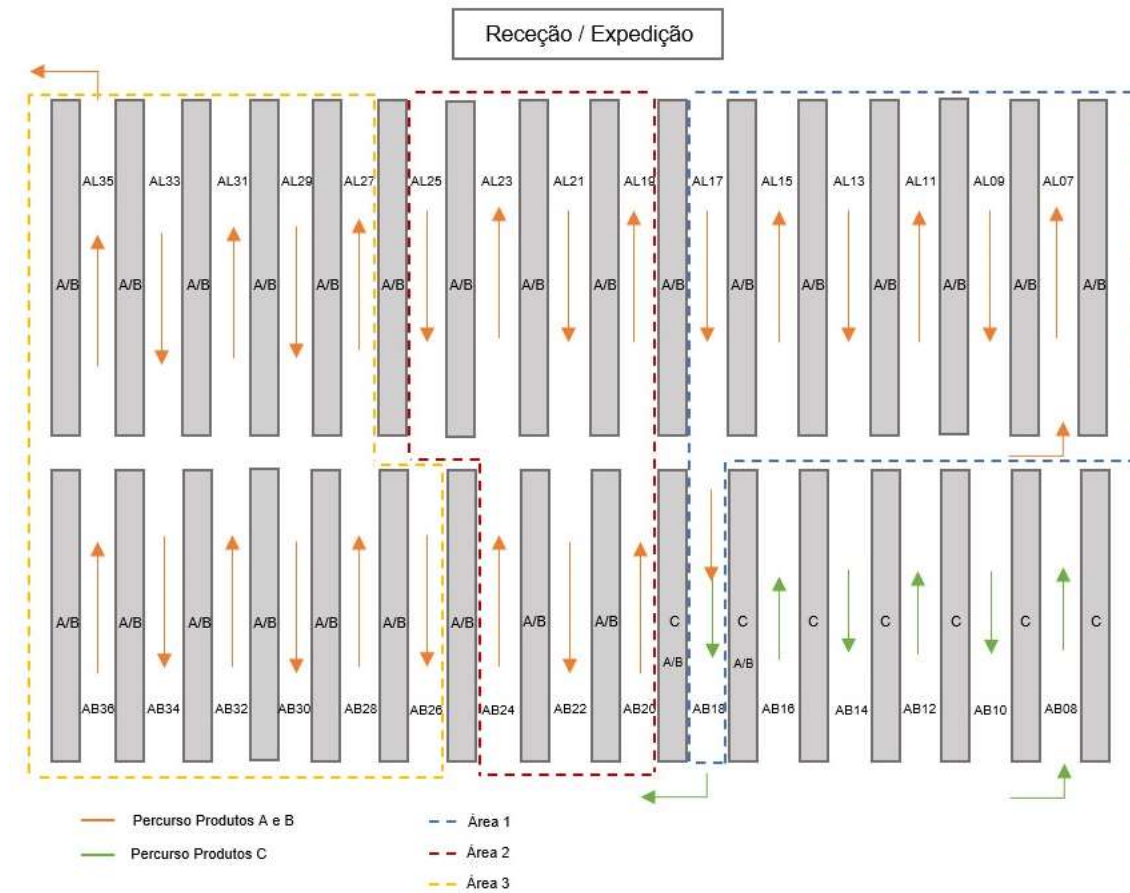 Receção / Expedição
AL35 AL33 AL31 AL29 AL27 AL25 AL23 AL21 AL19 AL17 AL15 AL13 AL11 AL09 AL07
A/B A/B A/B A/B A/B A/B A/B A/B A/B A/B A/B A/B A/B A/B A/B A/B
A/B A/B A/B A/B A/B A/B A/B A/B A/B C C C C C C C
A/B A/B
AB36 AB34 AB32 AB30 AB28 AB26 AB24 AB22 AB20 AB18 AB16 AB14 AB12 AB10 AB08
Percurso Produtos A e B
Percurso Produtos C
Área 1
Área 2
Área 3